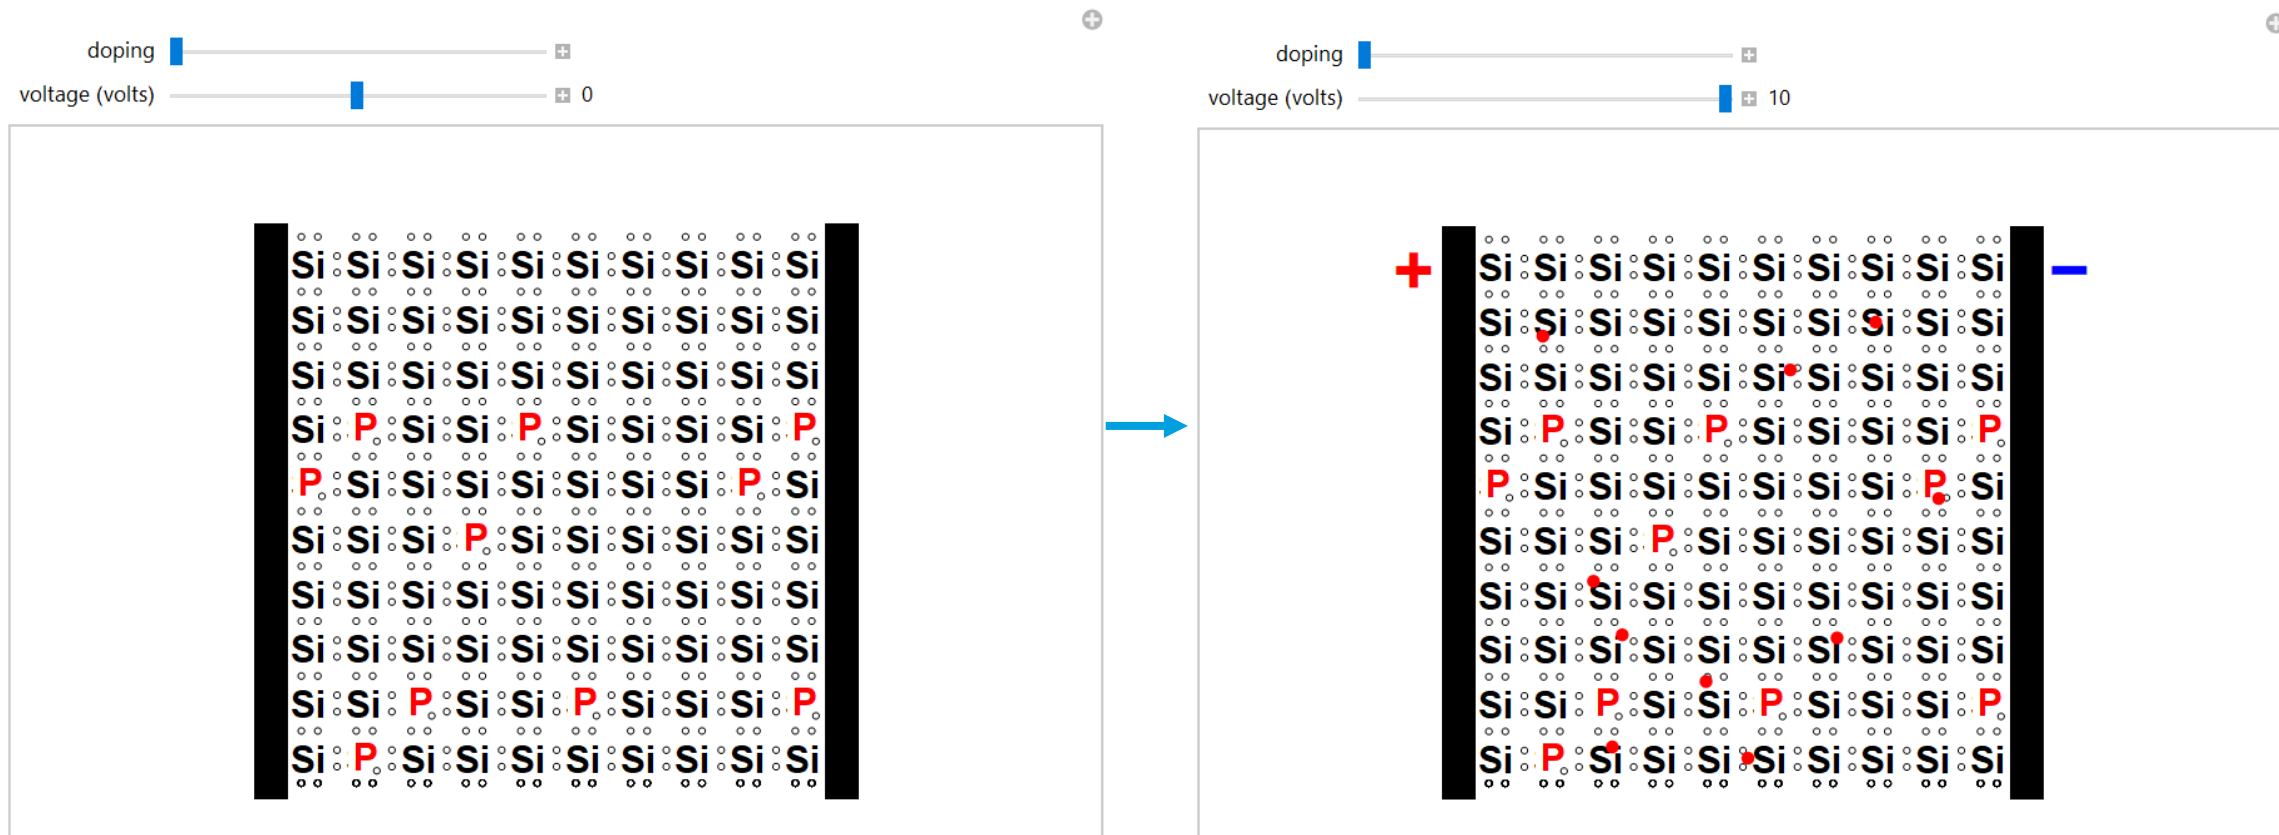 doping
voltage (volts) 0
Si Si Si Si Si Si Si Si Si Si
Si Si Si Si Si Si Si Si Si Si
Si Si Si Si Si Si Si Si Si Si
Si P Si Si P Si Si Si Si P
P Si Si Si Si Si Si Si P Si
Si Si Si P Si Si Si Si Si Si
Si Si Si Si Si Si Si Si Si Si
Si Si Si Si Si Si Si Si Si Si
Si Si P Si Si P Si Si Si P
Si P Si Si Si Si Si Si Si Si
doping
voltage (volts) 10
+ Si Si Si Si Si Si Si Si Si Si −
Si Si Si Si Si Si Si Si Si Si
Si Si Si Si Si Si Si Si Si Si
Si P Si Si P Si Si Si Si P
P Si Si Si Si Si Si Si P Si
Si Si Si P Si Si Si Si Si Si
Si Si Si Si Si Si Si Si Si Si
Si Si Si Si Si Si Si Si Si Si
Si Si P Si Si P Si Si Si P
Si P Si Si Si Si Si Si Si Si